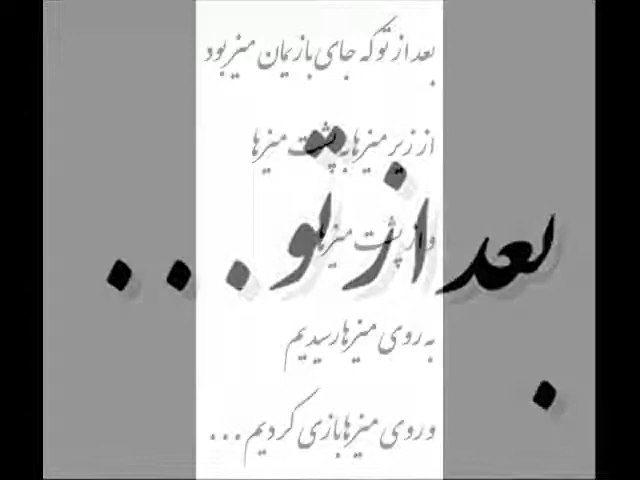 بعد از تو که جای بازیمان میز بود
از زیر میزها به پشت میزها
بعد از تو...
و از پشت میزها
به روی میزها رسیدیم
و روی میزها بازی کردیم...